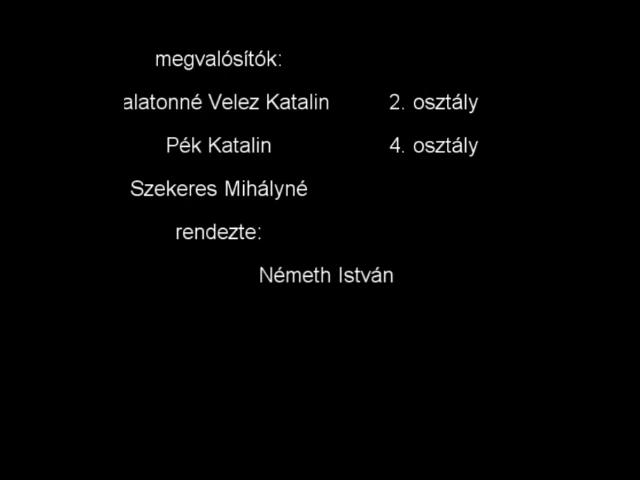 megvalósítók:
alatonné Velez Katalin 2. osztály
Pék Katalin 4. osztály
Szekeres Mihályné
rendezte:
Németh István